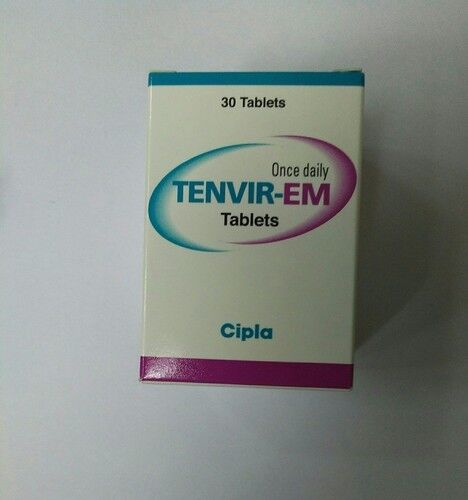 30 Tablets
Once daily
TENVIR-EM
Tablets
Cipla